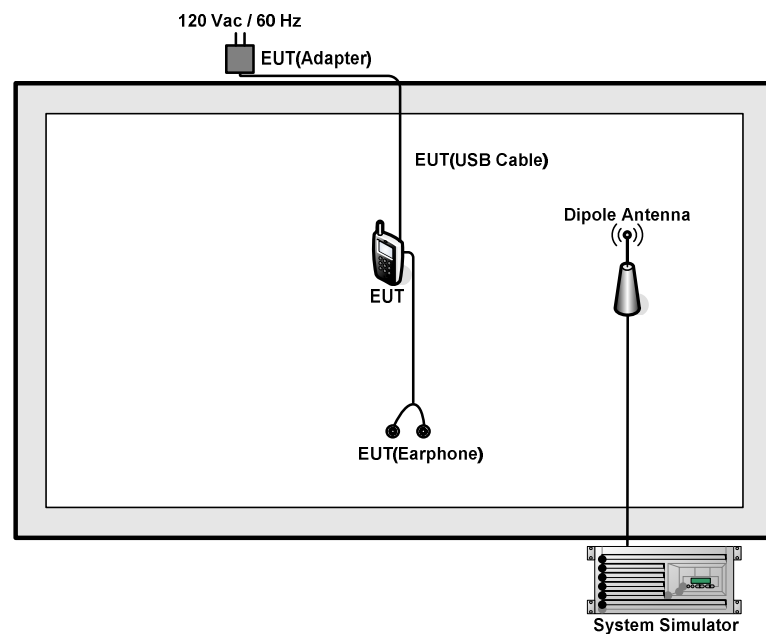 120 Vac / 60 Hz
EUT(Adapter)
EUT(USB Cable)
Dipole Antenna
EUT
EUT(Earphone)
System Simulator